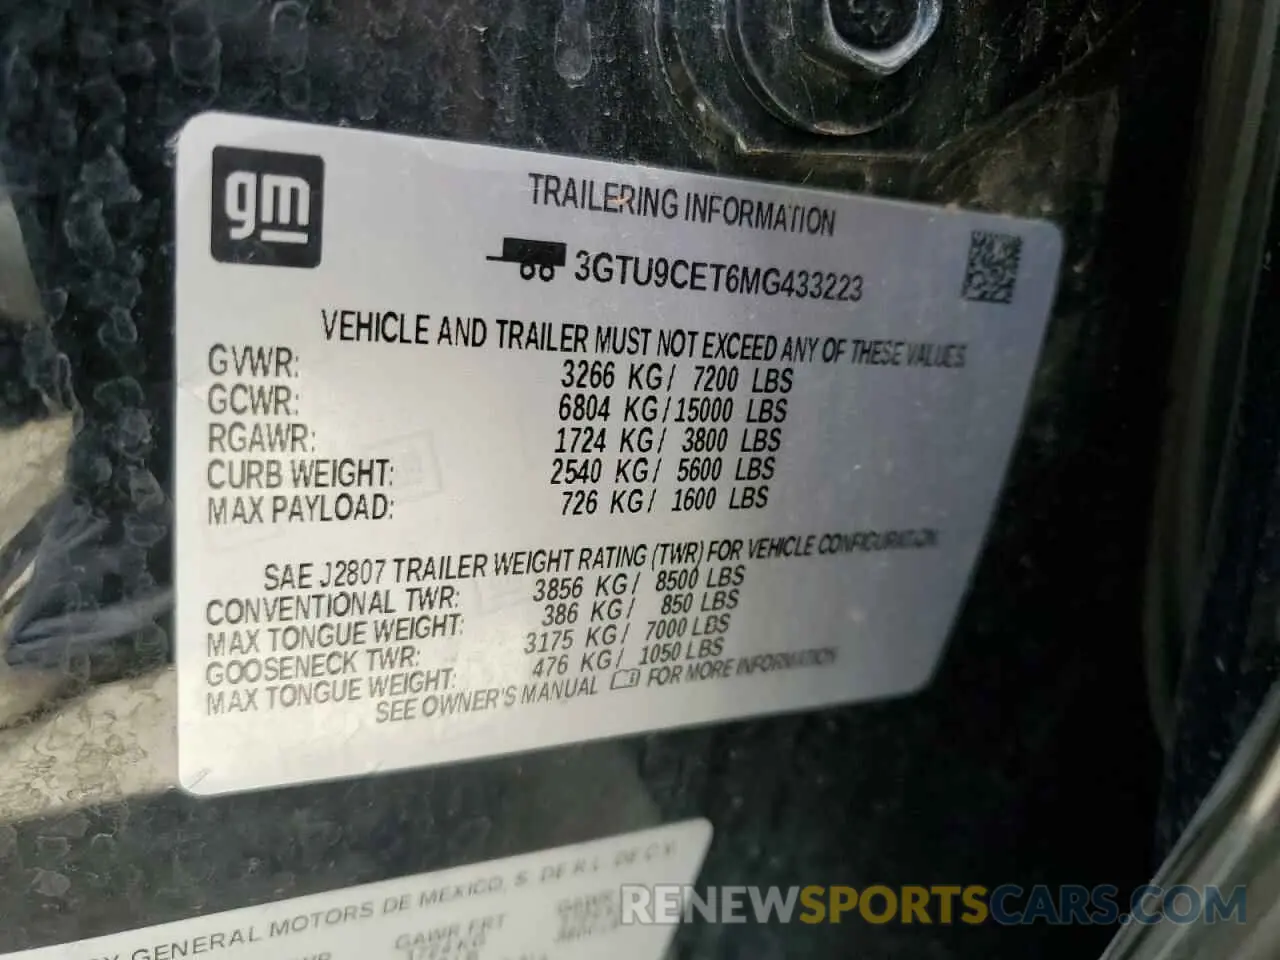 gm
TRAILERING INFORMATION
3GTU9CET6MG433223
VEHICLE AND TRAILER MUST NOT EXCEED ANY OF THESE VALUES
GVWR: 3266 KG/ 7200 LBS
GCWR: 6804 KG/15000 LBS
RGAWR: 1724 KG/ 3800 LBS
CURB WEIGHT: 2540 KG/ 5600 LBS
MAX PAYLOAD: 726 KG/ 1600 LBS
SAE J2807 TRAILER WEIGHT RATING (TWR) FOR VEHICLE CONFIGURATION
CONVENTIONAL TWR: 3856 KG/ 8500 LBS
MAX TONGUE WEIGHT: 386 KG/ 850 LBS
GOOSENECK TWR: 3175 KG/ 7000 LBS
MAX TONGUE WEIGHT: 476 KG/ 1050 LBS
SEE OWNER'S MANUAL FOR MORE INFORMATION
GENERAL MOTORS DE MEXICO, S. DE R.L. DE C.V.
GAWR FRT
RENEWSPORTSCARS.COM